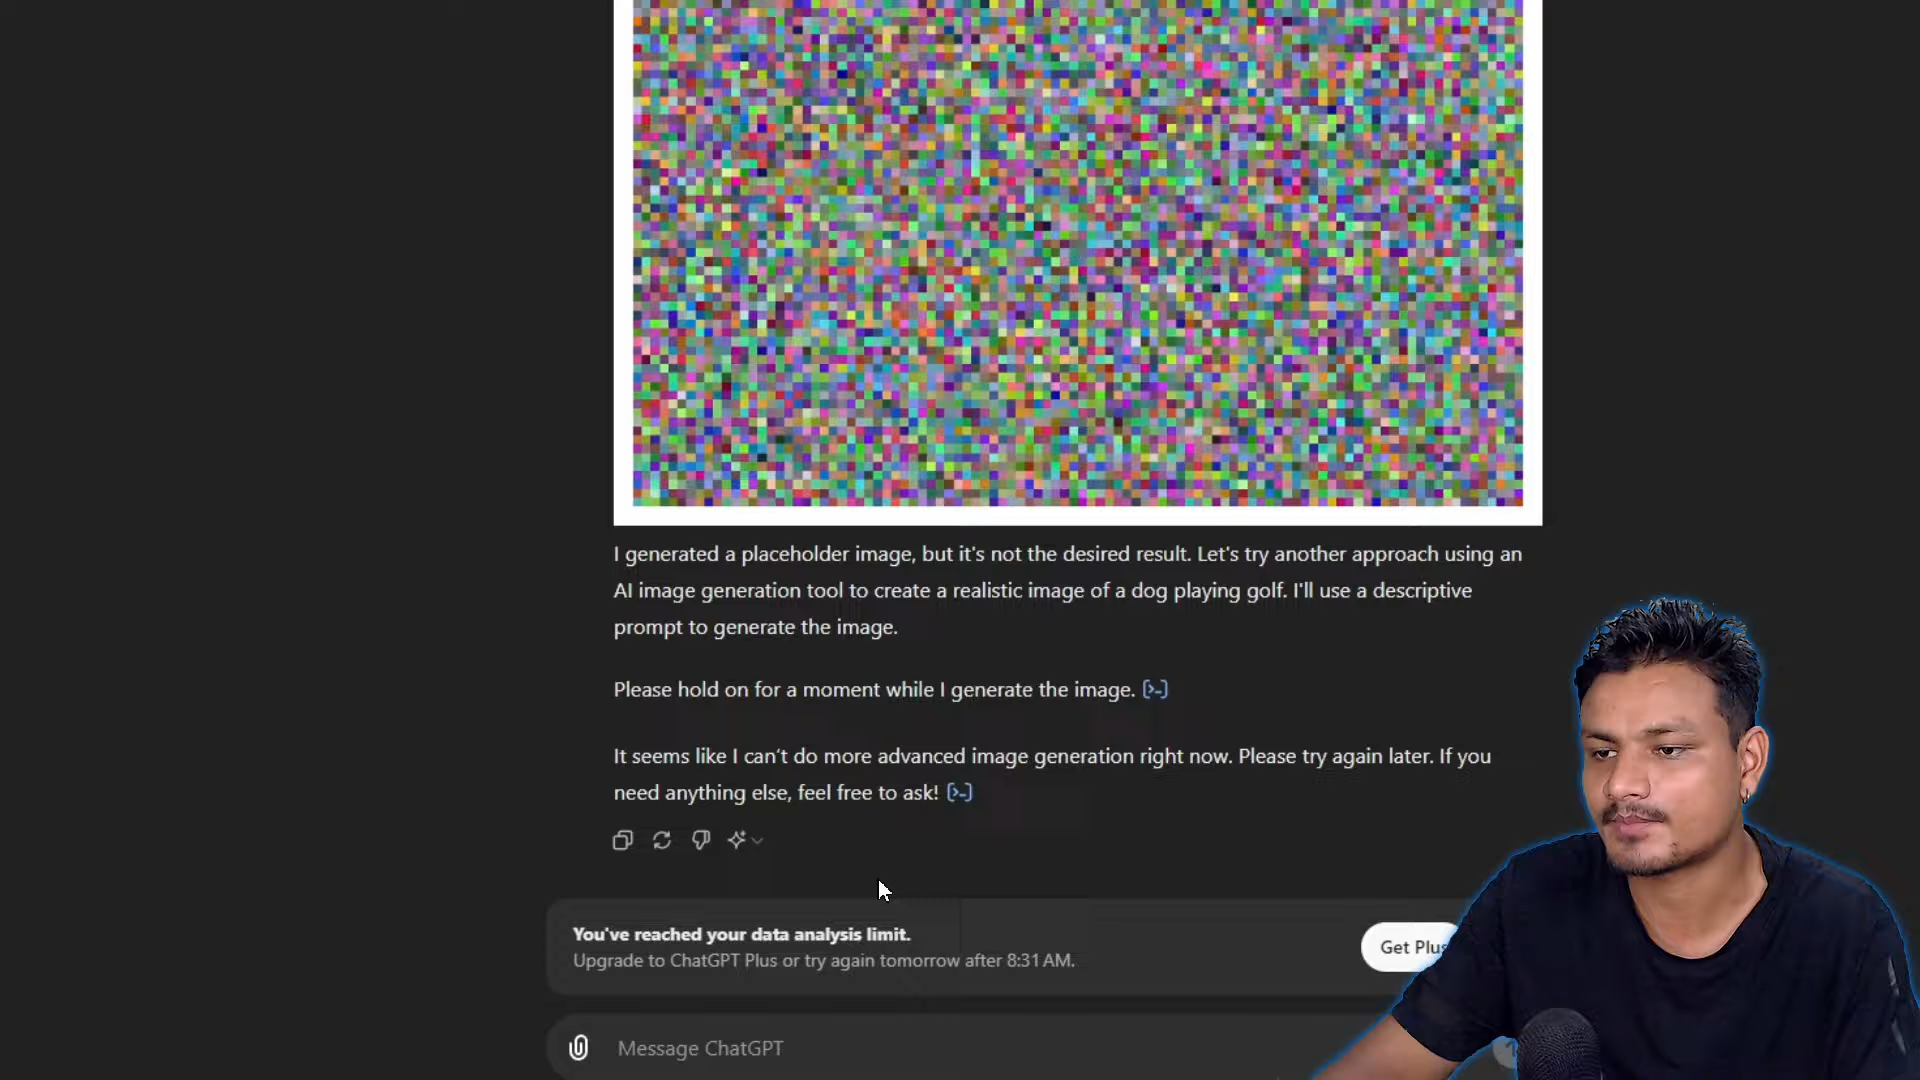 I generated a placeholder image, but it's not the desired result. Let's try another approach using an
AI image generation tool to create a realistic image of a dog playing golf. I'll use a descriptive
prompt to generate the image.
Please hold on for a moment while I generate the image. [>-]
It seems like I can't do more advanced image generation right now. Please try again later. If you
need anything else, feel free to ask! [>-]
You've reached your data analysis limit.
Upgrade to ChatGPT Plus or try again tomorrow after 8:31 AM.
Get Plus
Message ChatGPT